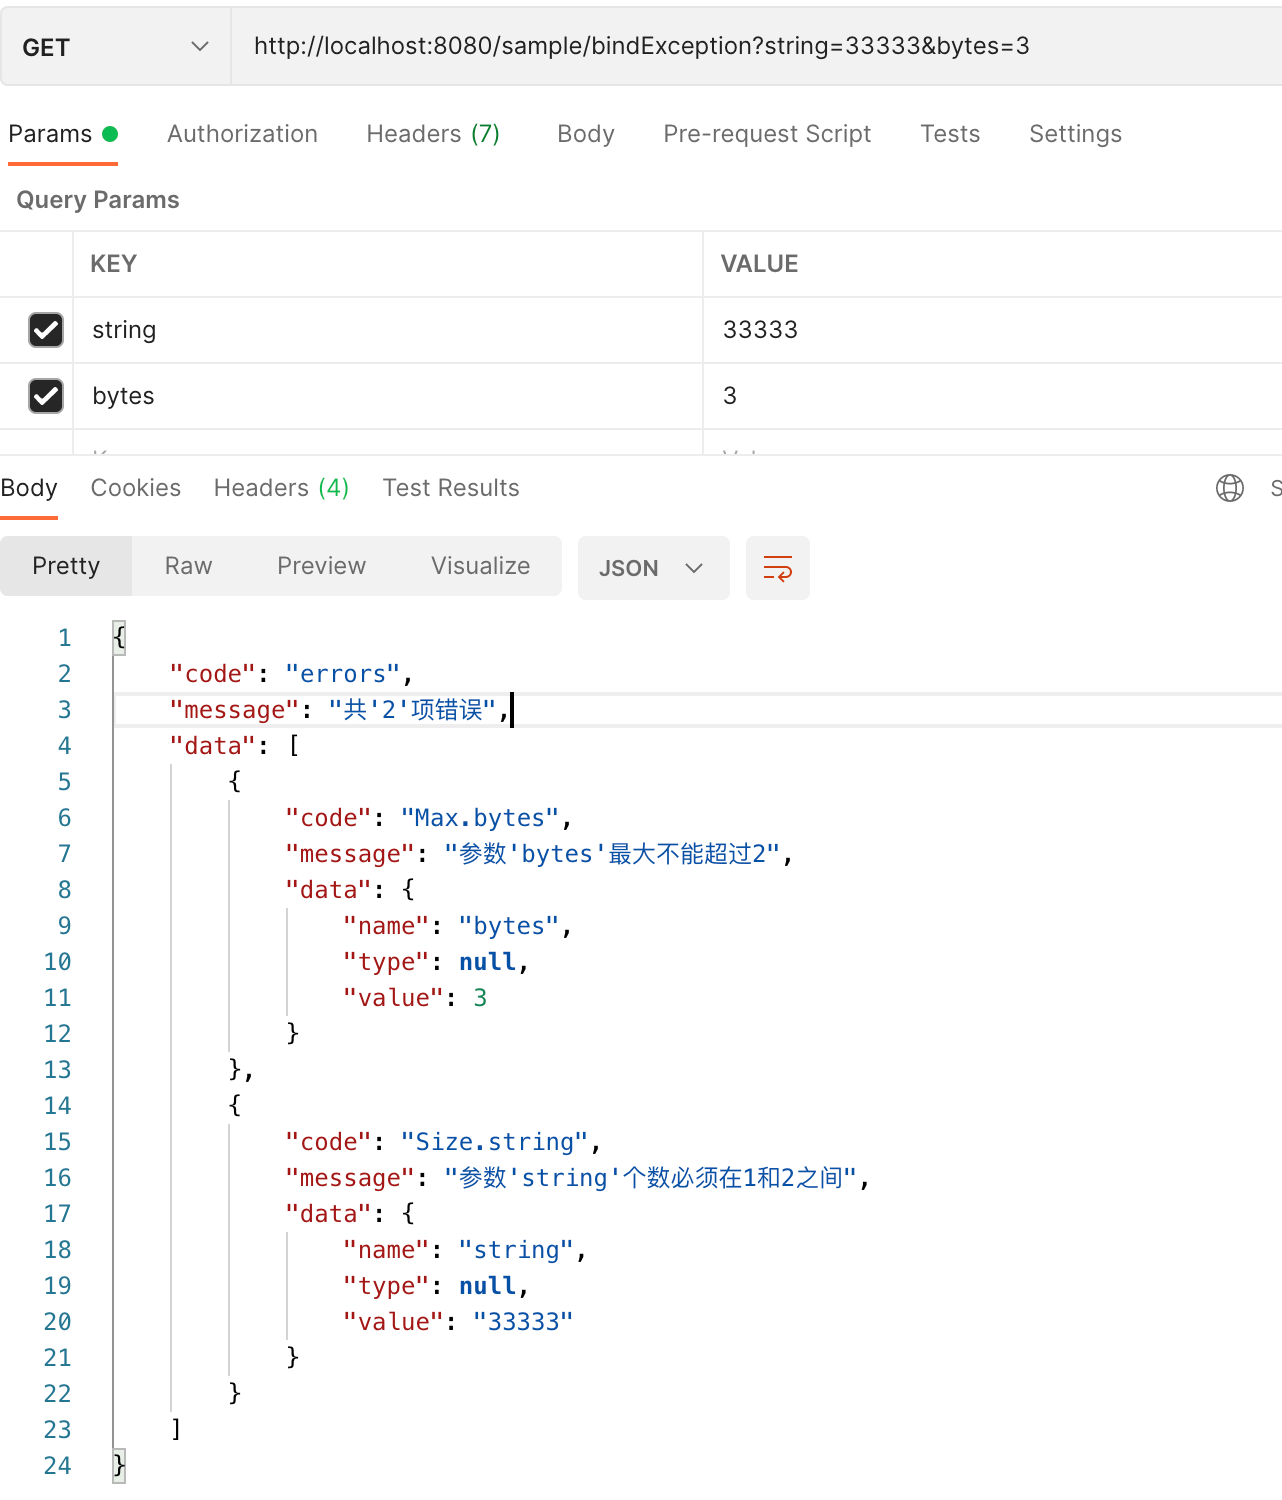 GET http://localhost:8080/sample/bindException?string=33333&bytes=3
Params Authorization Headers (7) Body Pre-request Script Tests Settings
Query Params
KEY VALUE
string 33333
bytes 3
Body Cookies Headers (4) Test Results
Pretty Raw Preview Visualize JSON
1 {
2 "code": "errors",
3 "message": "共'2'项错误",
4 "data": [
5 {
6 "code": "Max.bytes",
7 "message": "参数'bytes'最大不能超过2",
8 "data": {
9 "name": "bytes",
10 "type": null,
11 "value": 3
12 }
13 },
14 {
15 "code": "Size.string",
16 "message": "参数'string'个数必须在1和2之间",
17 "data": {
18 "name": "string",
19 "type": null,
20 "value": "33333"
21 }
22 }
23 ]
24 }